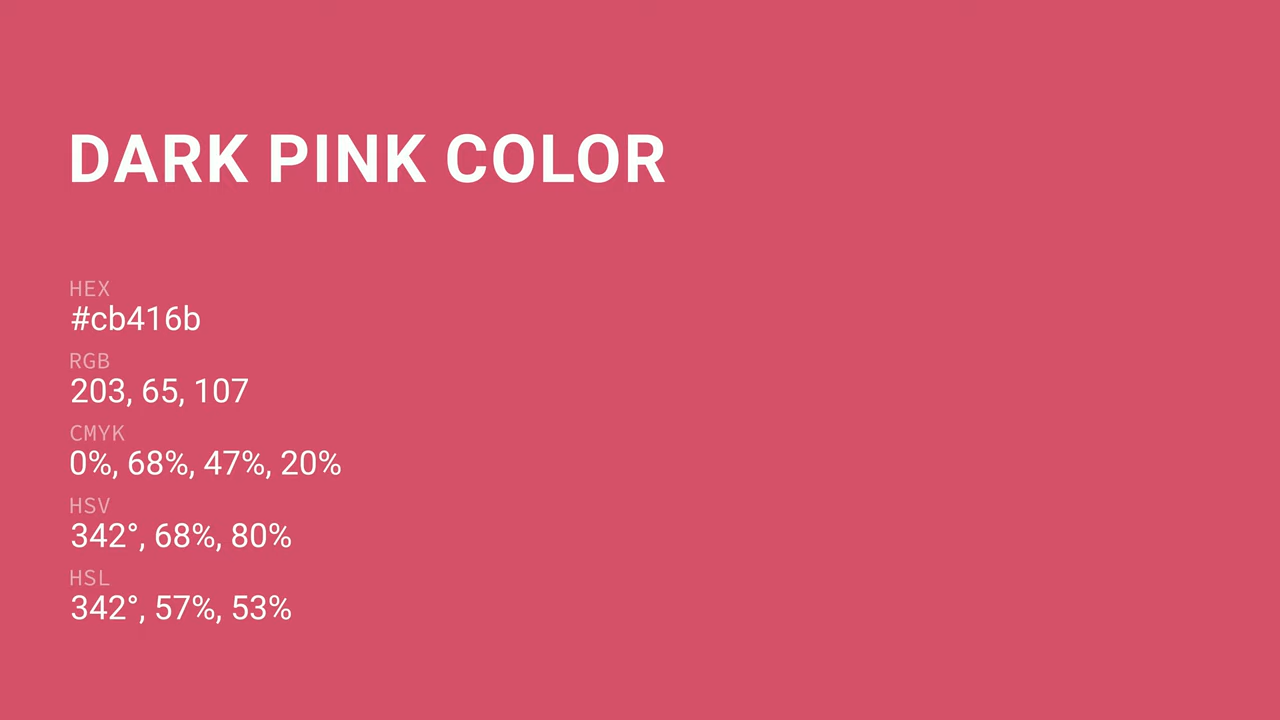 DARK PINK COLOR
HEX
#cb416b
RGB
203, 65, 107
CMYK
0%, 68%, 47%, 20%
HSV
342°, 68%, 80%
HSL
342°, 57%, 53%